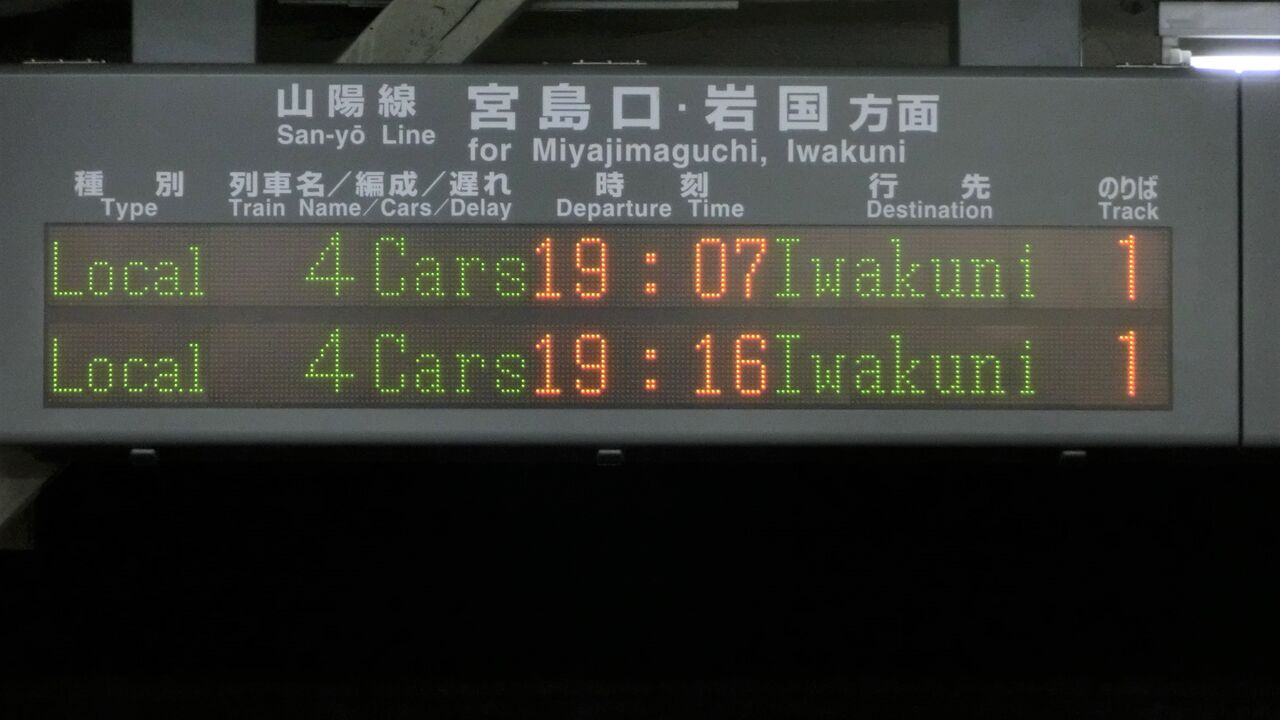 山陽線 宮島口・岩国方面
San-yō Line for Miyajimaguchi, Iwakuni
種別 列車名／編成／遅れ 時刻 行先 のりば
Type Train Name／Cars／Delay Departure Time Destination Track
Local 4 Cars 19:07 Iwakuni 1
Local 4 Cars 19:16 Iwakuni 1